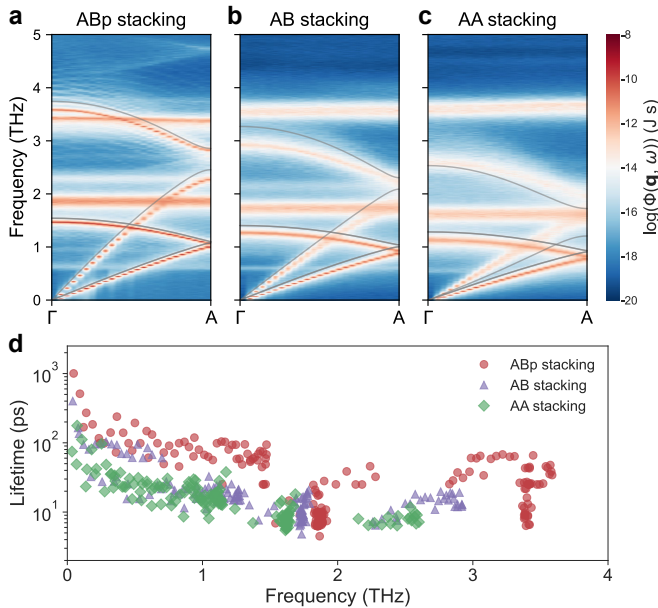 a ABp stacking
b AB stacking
c AA stacking
Frequency (THz)
5
4
3
2
1
0
Γ A
Γ A
Γ A
-8
-10
-12
-14
-16
-18
-20
log(Φ(q, ω)) (J s)
d
Lifetime (ps)
10³
10²
10¹
ABp stacking
AB stacking
AA stacking
0 1 2 3 4
Frequency (THz)